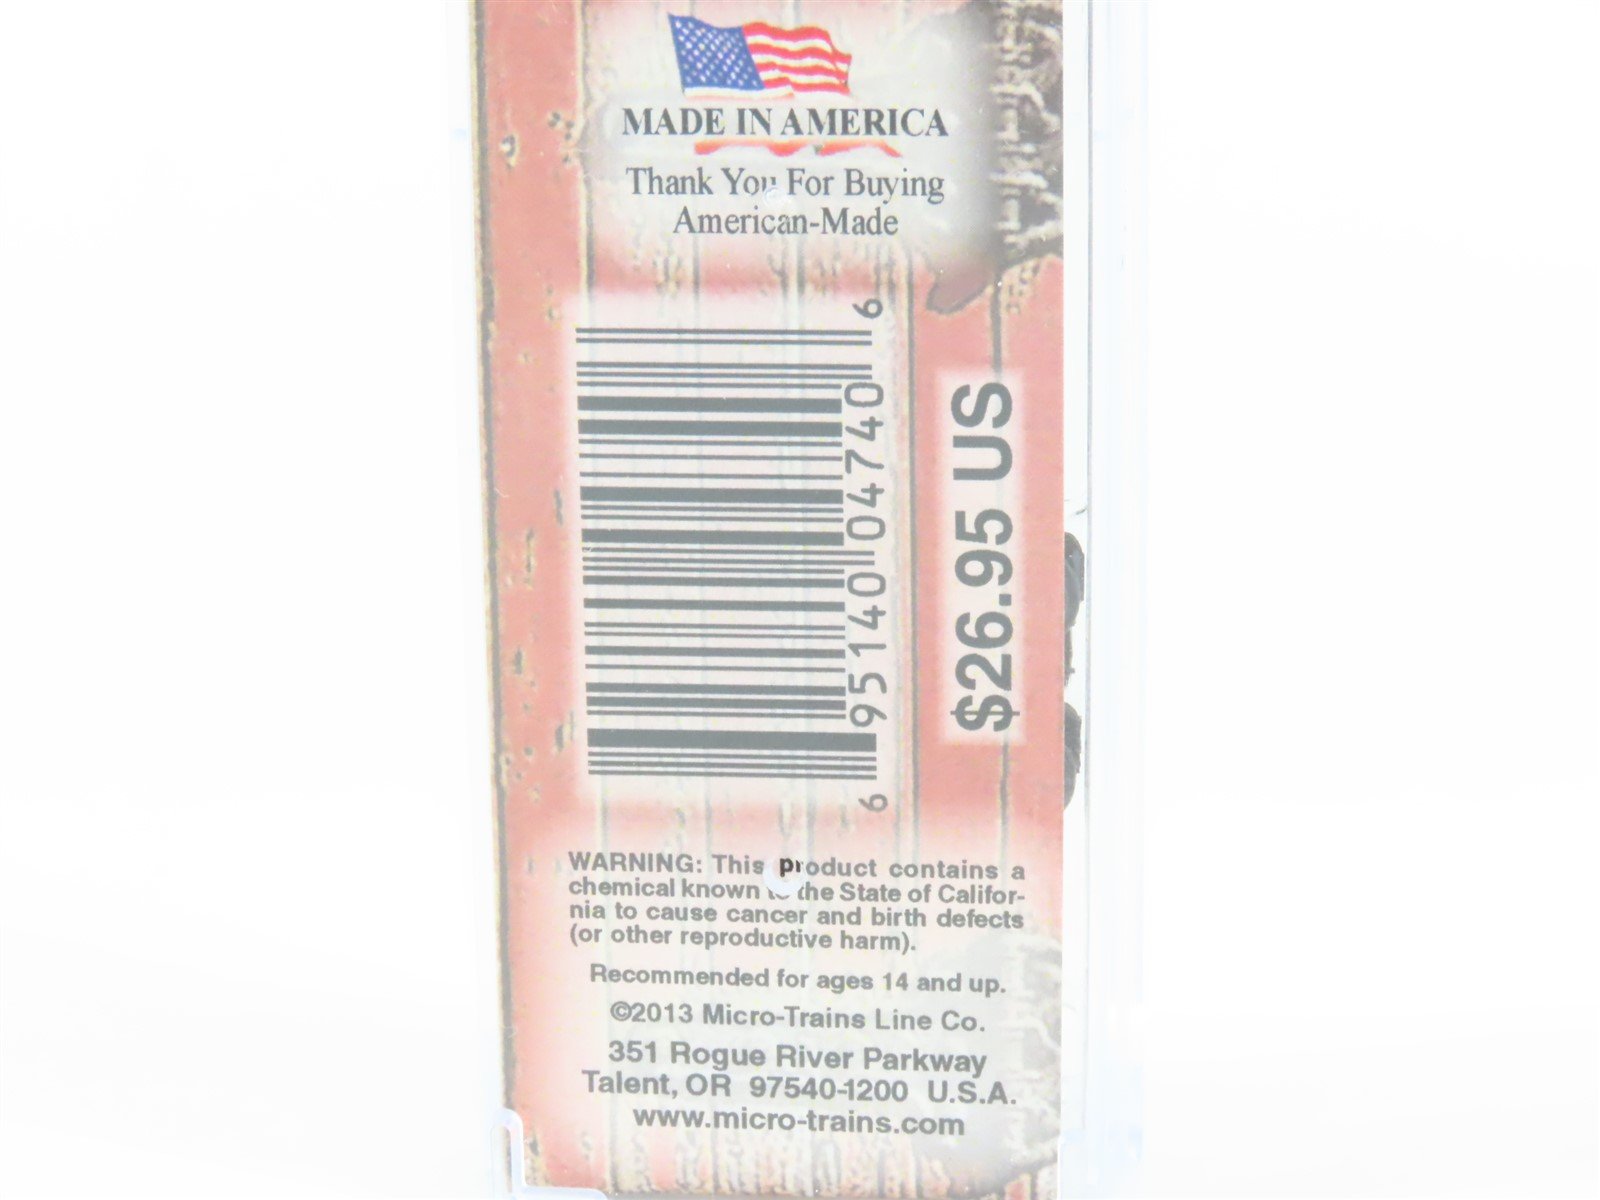 MADE IN AMERICA
Thank You For Buying
American-Made
6 95140 04740 6
$26.95 US
WARNING: This product contains a
chemical known to the State of Califor-
nia to cause cancer and birth defects
(or other reproductive harm).
Recommended for ages 14 and up.
©2013 Micro-Trains Line Co.
351 Rogue River Parkway
Talent, OR 97540-1200 U.S.A.
www.micro-trains.com